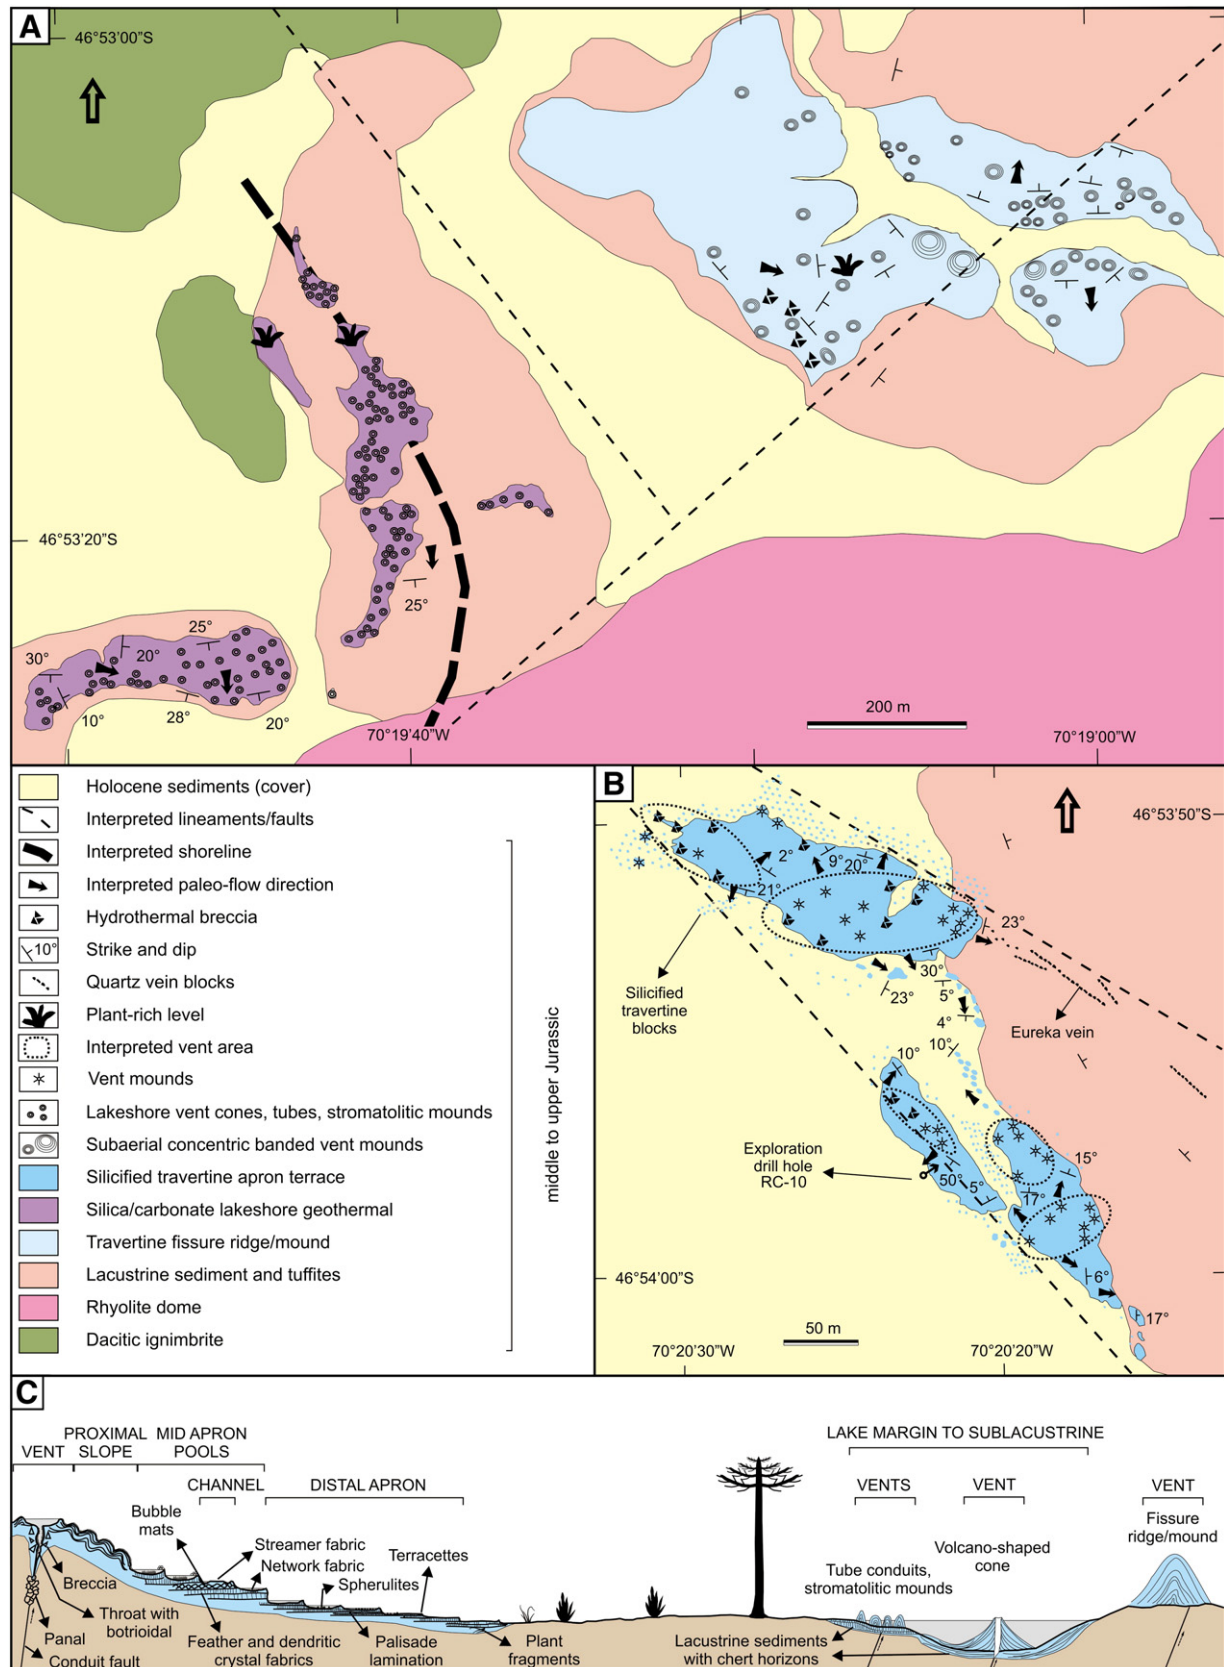 A
46°53'00"S
46°53'20"S
25°
25°
30°
20°
10°
28°
20°
70°19'40"W
200 m
70°19'00"W
Holocene sediments (cover)
Interpreted lineaments/faults
Interpreted shoreline
Interpreted paleo-flow direction
Hydrothermal breccia
10°
Strike and dip
Quartz vein blocks
Plant-rich level
Interpreted vent area
Vent mounds
Lakeshore vent cones, tubes, stromatolitic mounds
Subaerial concentric banded vent mounds
Silicified travertine apron terrace
Silica/carbonate lakeshore geothermal
Travertine fissure ridge/mound
Lacustrine sediment and tuffites
Rhyolite dome
Dacitic ignimbrite
middle to upper Jurassic
B
46°53'50"S
2°
9°
20°
21°
23°
30°
23°
5°
4°
Silicified
travertine
blocks
Eureka vein
10°
10°
Exploration
drill hole
RC-10
50°
5°
15°
17°
6°
17°
46°54'00"S
50 m
70°20'30"W
70°20'20"W
C
VENT
PROXIMAL
SLOPE
MID APRON
POOLS
CHANNEL
DISTAL APRON
LAKE MARGIN TO SUBLACUSTRINE
VENTS
VENT
VENT
Fissure
ridge/mound
Bubble
mats
Streamer fabric
Network fabric
Spherulites
Terracettes
Volcano-shaped
cone
Tube conduits,
stromatolitic mounds
Breccia
Throat with
botrioidal
Panal
Conduit fault
Feather and dendritic
crystal fabrics
Palisade
lamination
Plant
fragments
Lacustrine sediments
with chert horizons